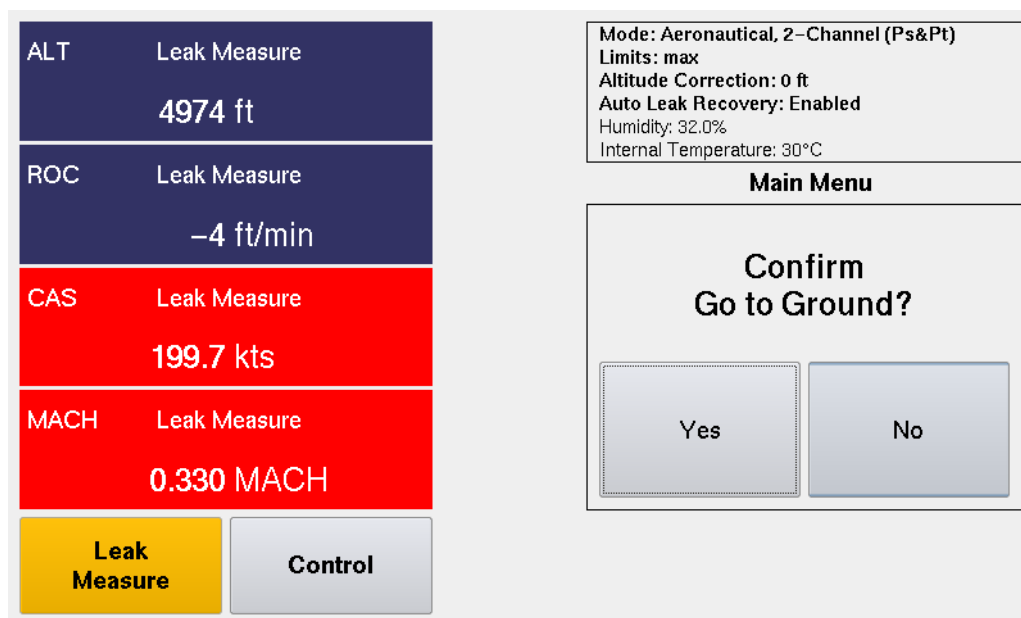 ALT Leak Measure
4974 ft
ROC Leak Measure
–4 ft/min
CAS Leak Measure
199.7 kts
MACH Leak Measure
0.330 MACH
Leak
Measure
Control
Mode: Aeronautical, 2–Channel (Ps&Pt)
Limits: max
Altitude Correction: 0 ft
Auto Leak Recovery: Enabled
Humidity: 32.0%
Internal Temperature: 30°C
Main Menu
Confirm
Go to Ground?
Yes No